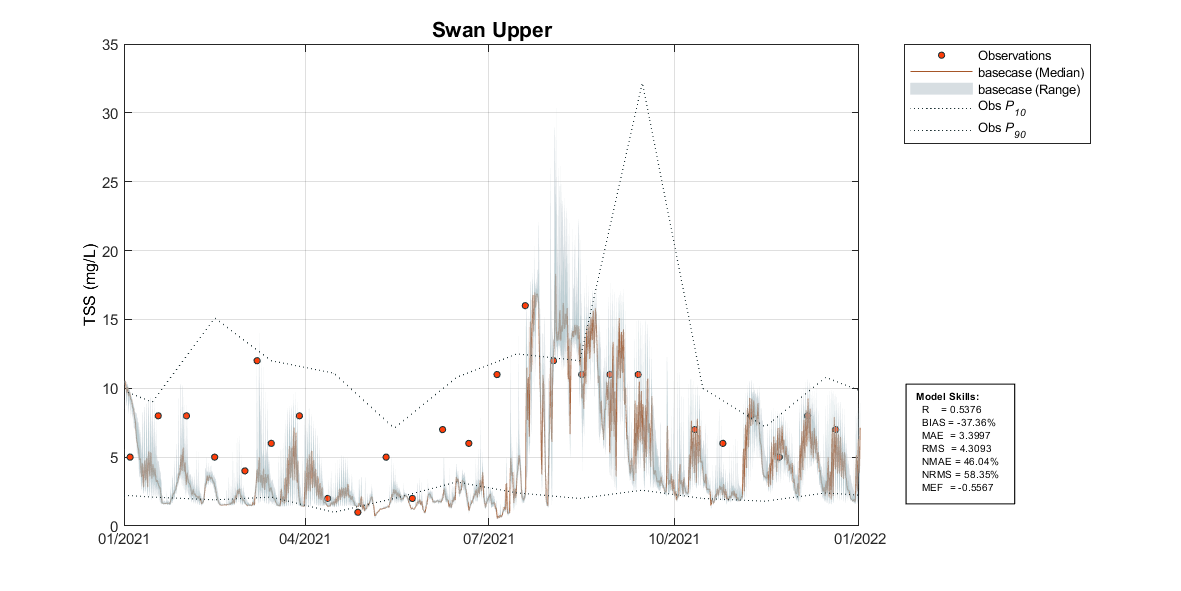 Swan Upper
35
30
25
20
15
10
5
0
TSS (mg/L)
01/2021
04/2021
07/2021
10/2021
01/2022
Observations
basecase (Median)
basecase (Range)
Obs P10
Obs P90
Model Skills:
R = 0.5376
BIAS = -37.36%
MAE = 3.3997
RMS = 4.3093
NMAE = 46.04%
NRMS = 58.35%
MEF = -0.5567